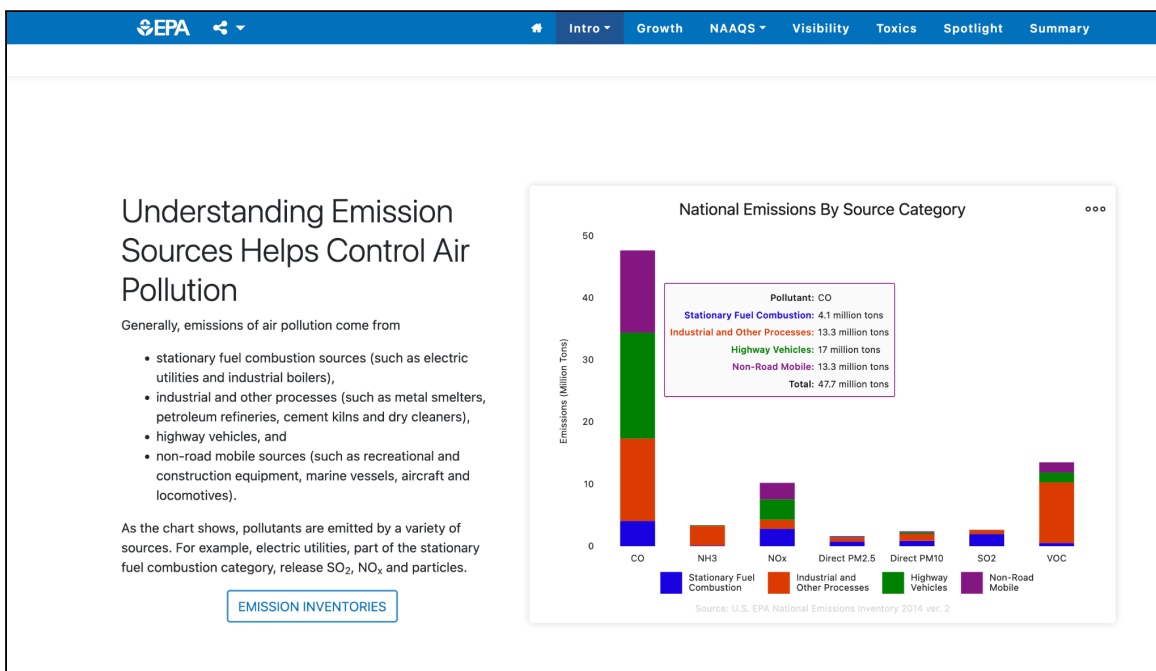 EPA
Intro Growth NAAQS Visibility Toxics Spotlight Summary
Understanding Emission
Sources Helps Control Air
Pollution
Generally, emissions of air pollution come from
• stationary fuel combustion sources (such as electric
utilities and industrial boilers),
• industrial and other processes (such as metal smelters,
petroleum refineries, cement kilns and dry cleaners),
• highway vehicles, and
• non-road mobile sources (such as recreational and
construction equipment, marine vessels, aircraft and
locomotives).
As the chart shows, pollutants are emitted by a variety of
sources. For example, electric utilities, part of the stationary
fuel combustion category, release SO₂, NOₓ and particles.
EMISSION INVENTORIES
National Emissions By Source Category
Emissions (Million Tons)
50
40
30
20
10
0
Pollutant: CO
Stationary Fuel Combustion: 4.1 million tons
Industrial and Other Processes: 13.3 million tons
Highway Vehicles: 17 million tons
Non-Road Mobile: 13.3 million tons
Total: 47.7 million tons
CO NH3 NOx Direct PM2.5 Direct PM10 SO2 VOC
Stationary Fuel
Combustion
Industrial and
Other Processes
Highway
Vehicles
Non-Road
Mobile
Source: U.S. EPA National Emissions Inventory 2014 ver. 2